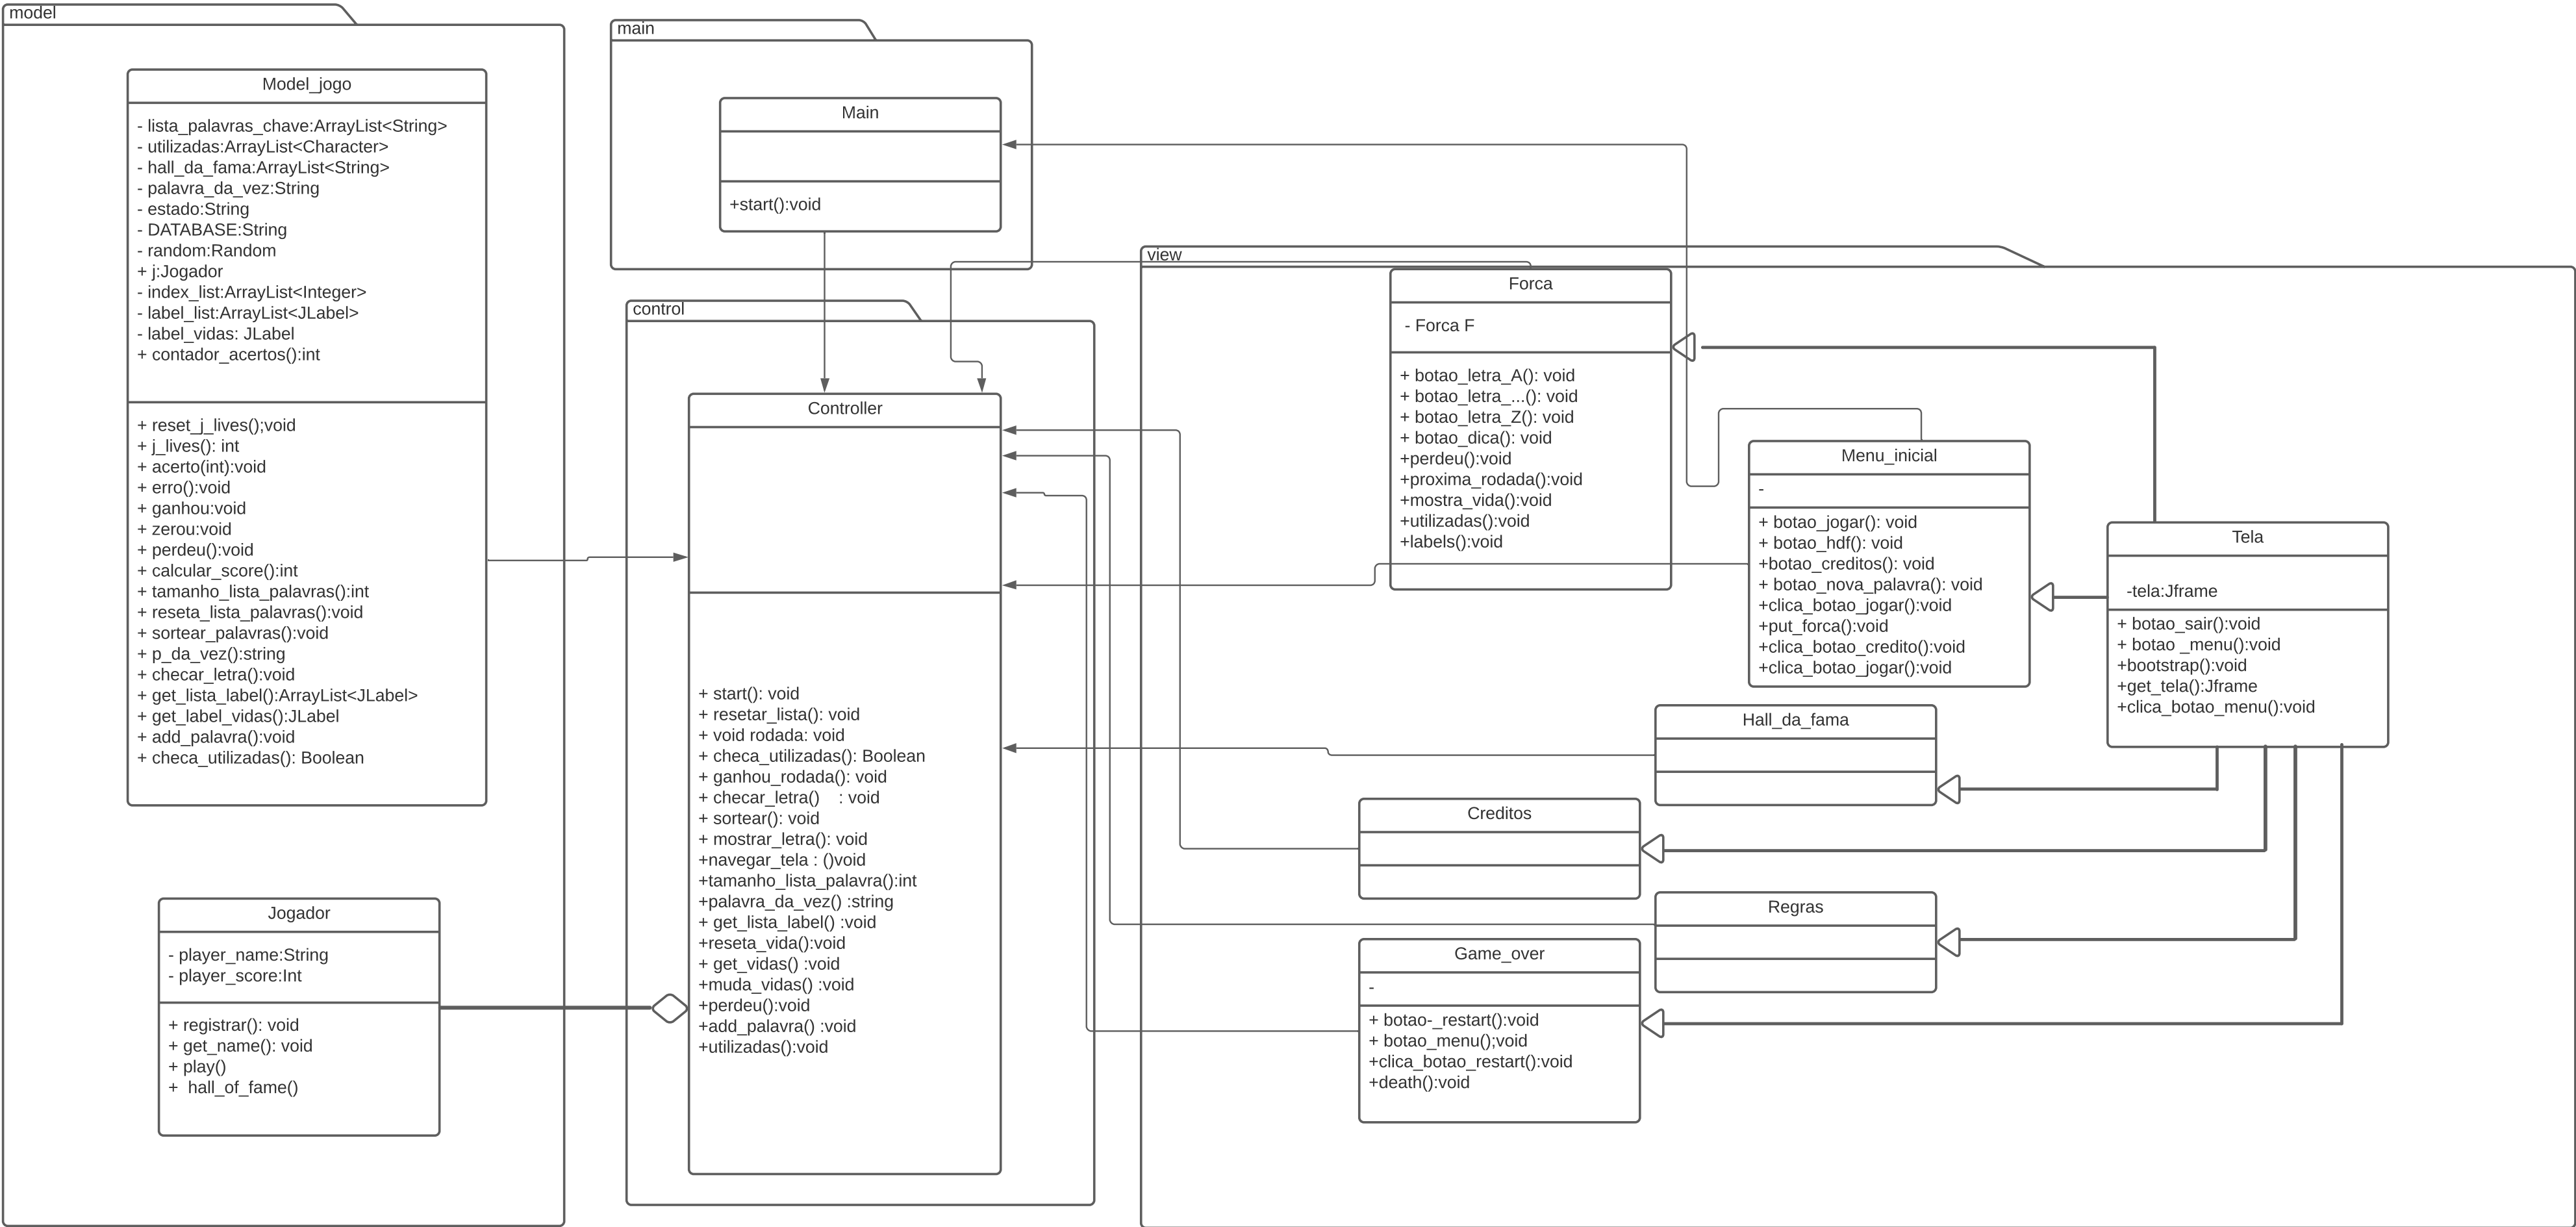 model
Model_jogo
- lista_palavras_chave:ArrayList<String>
- utilizadas:ArrayList<Character>
- hall_da_fama:ArrayList<String>
- palavra_da_vez:String
- estado:String
- DATABASE:String
- random:Random
+ j:Jogador
- index_list:ArrayList<Integer>
- label_list:ArrayList<JLabel>
- label_vidas: JLabel
+ contador_acertos():int
+ reset_j_lives();void
+ j_lives(): int
+ acerto(int):void
+ erro():void
+ ganhou:void
+ zerou:void
+ perdeu():void
+ calcular_score():int
+ tamanho_lista_palavras():int
+ reseta_lista_palavras():void
+ sortear_palavras():void
+ p_da_vez():string
+ checar_letra():void
+ get_lista_label():ArrayList<JLabel>
+ get_label_vidas():JLabel
+ add_palavra():void
+ checa_utilizadas(): Boolean
Jogador
- player_name:String
- player_score:Int
+ registrar(): void
+ get_name(): void
+ play()
+  hall_of_fame()
main
Main
+start():void
control
Controller
+ start(): void
+ resetar_lista(): void
+ void rodada: void
+ checa_utilizadas(): Boolean
+ ganhou_rodada(): void
+ checar_letra()    : void
+ sortear(): void
+ mostrar_letra(): void
+navegar_tela : ()void
+tamanho_lista_palavra():int
+palavra_da_vez() :string
+ get_lista_label() :void
+reseta_vida():void
+ get_vidas() :void
+muda_vidas() :void
+perdeu():void
+add_palavra() :void
+utilizadas():void
view
Forca
- Forca F
+ botao_letra_A(): void
+ botao_letra_...(): void
+ botao_letra_Z(): void
+ botao_dica(): void
+perdeu():void
+proxima_rodada():void
+mostra_vida():void
+utilizadas():void
+labels():void
Menu_inicial
-
+ botao_jogar(): void
+ botao_hdf(): void
+botao_creditos(): void
+ botao_nova_palavra(): void
+clica_botao_jogar():void
+put_forca():void
+clica_botao_credito():void
+clica_botao_jogar():void
Tela
-tela:Jframe
+ botao_sair():void
+ botao _menu():void
+bootstrap():void
+get_tela():Jframe
+clica_botao_menu():void
Hall_da_fama
Creditos
Regras
Game_over
-
+ botao-_restart():void
+ botao_menu();void
+clica_botao_restart():void
+death():void